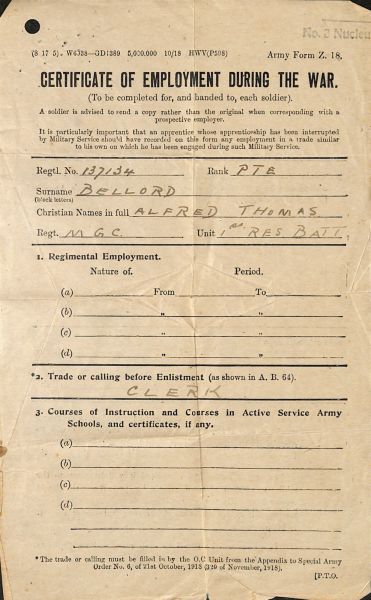 No. 2 Nucleus
(8 17 5). W6328—GD1389 5,000,000 10/18 HWV(P598)
Army Form Z. 18.
CERTIFICATE OF EMPLOYMENT DURING THE WAR.
(To be completed for, and handed to, each soldier).
A soldier is advised to send a copy rather than the original when corresponding with a
prospective employer.
It is particularly important that an apprentice whose apprenticeship has been interrupted
by Military Service should have recorded on this form any employment in a trade similar
to his own on which he has been engaged during such Military Service.
Regtl. No. 137134 Rank PTE
Surname BELLORD
(block letters)
Christian Names in full ALFRED THOMAS
Regt. M G C. Unit 1st RES. BATT.
1. Regimental Employment.
Nature of. Period.
(a) From To
(b) „ „
(c) „ „
(d) „ „
*2. Trade or calling before Enlistment (as shown in A. B. 64).
CLERK
3. Courses of Instruction and Courses in Active Service Army
Schools, and certificates, if any.
(a)
(b)
(c)
(d)
*The trade or calling must be filled in by the O.C Unit from the Appendix to Special Army
Order No. 6, of 21st October, 1918 (329 of November, 1918).
[P.T.O.